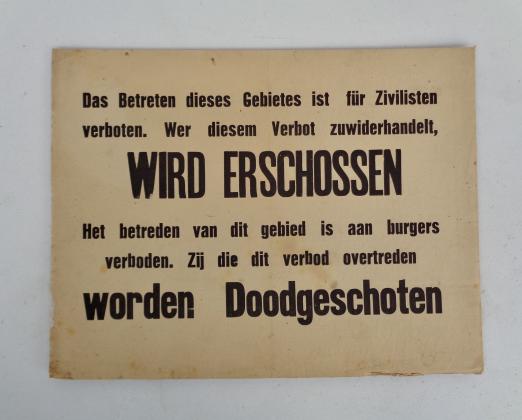 Das Betreten dieses Gebietes ist für Zivilisten
verboten. Wer diesem Verbot zuwiderhandelt,
WIRD ERSCHOSSEN
Het betreden van dit gebied is aan burgers
verboden. Zij die dit verbod overtreden
worden Doodgeschoten